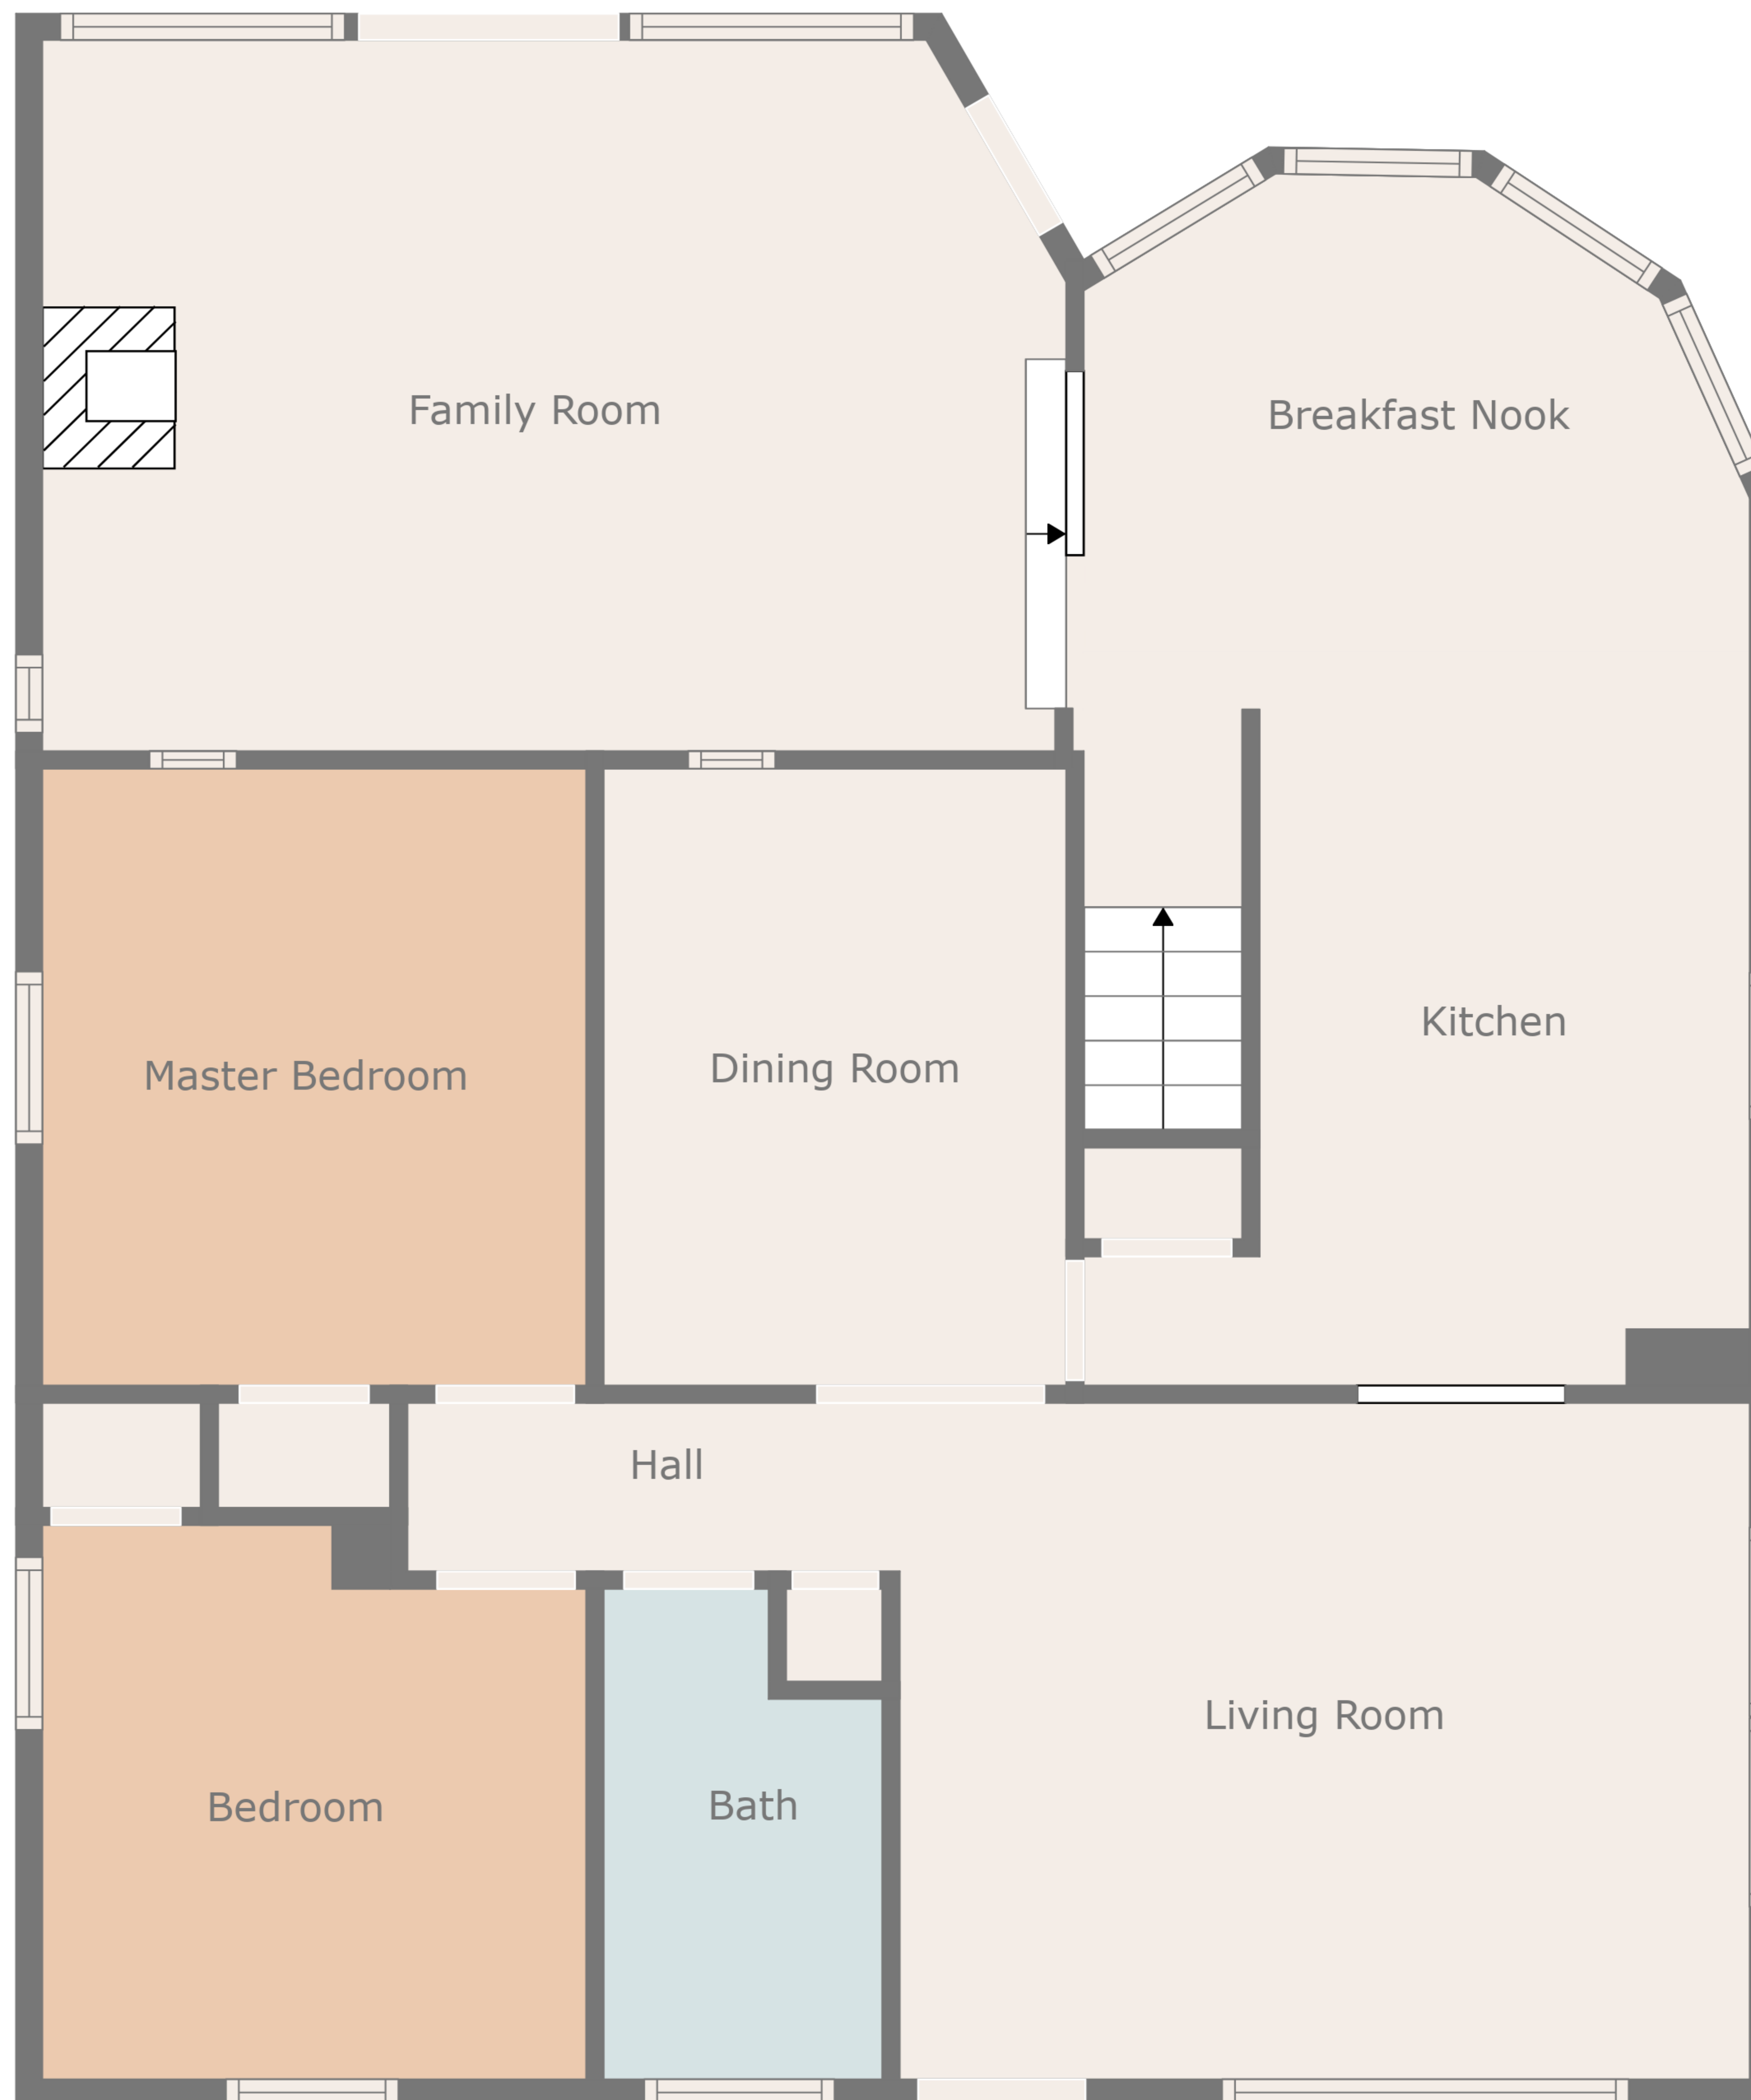 Family Room
Breakfast Nook
Kitchen
Master Bedroom
Dining Room
Hall
Living Room
Bedroom
Bath